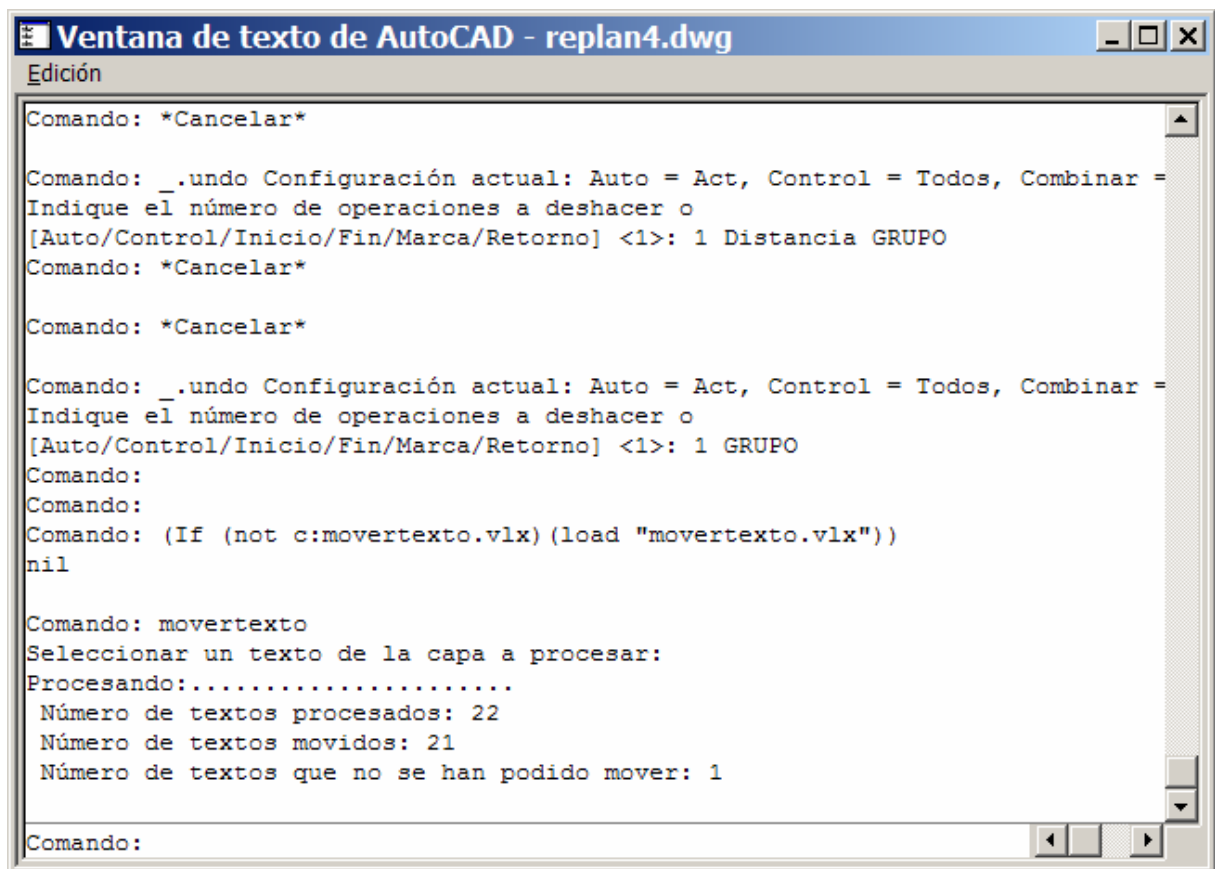 Ventana de texto de AutoCAD - replan4.dwg
Edición
Comando: *Cancelar*
Comando: _.undo Configuración actual: Auto = Act, Control = Todos, Combinar =
Indique el número de operaciones a deshacer o
[Auto/Control/Inicio/Fin/Marca/Retorno] <1>: 1 Distancia GRUPO
Comando: *Cancelar*
Comando: *Cancelar*
Comando: _.undo Configuración actual: Auto = Act, Control = Todos, Combinar =
Indique el número de operaciones a deshacer o
[Auto/Control/Inicio/Fin/Marca/Retorno] <1>: 1 GRUPO
Comando:
Comando:
Comando: (If (not c:movertexto.vlx)(load "movertexto.vlx"))
nil
Comando: movertexto
Seleccionar un texto de la capa a procesar:
Procesando:......................
Número de textos procesados: 22
Número de textos movidos: 21
Número de textos que no se han podido mover: 1
Comando: